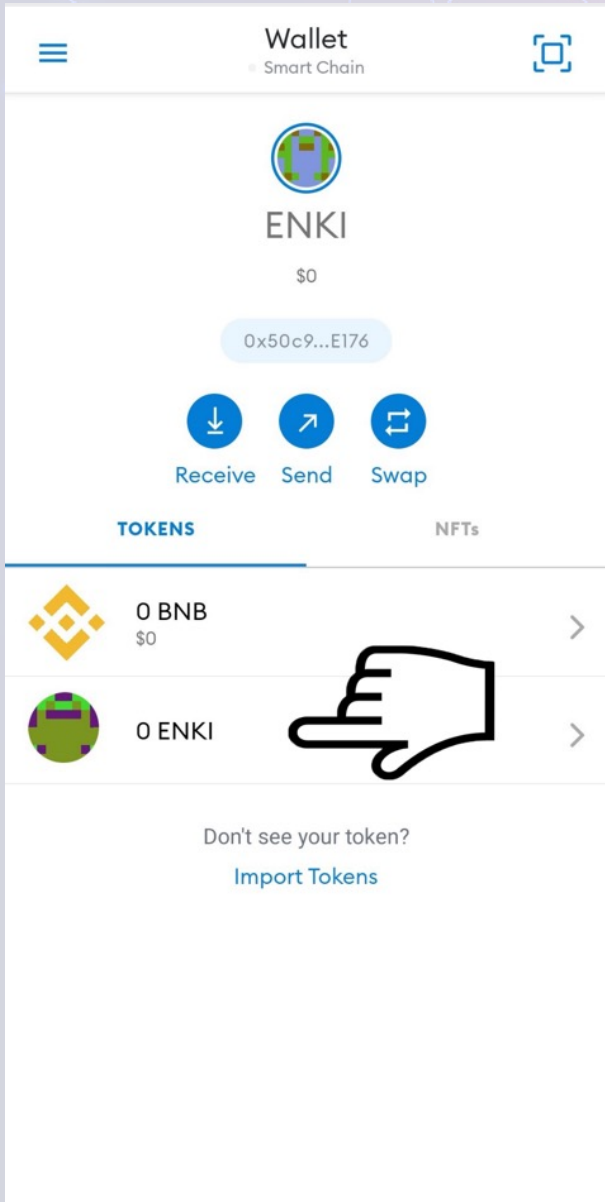 Wallet
Smart Chain
ENKI
$0
0x50c9...E176
Receive Send Swap
TOKENS NFTs
0 BNB
$0
0 ENKI
Don't see your token?
Import Tokens